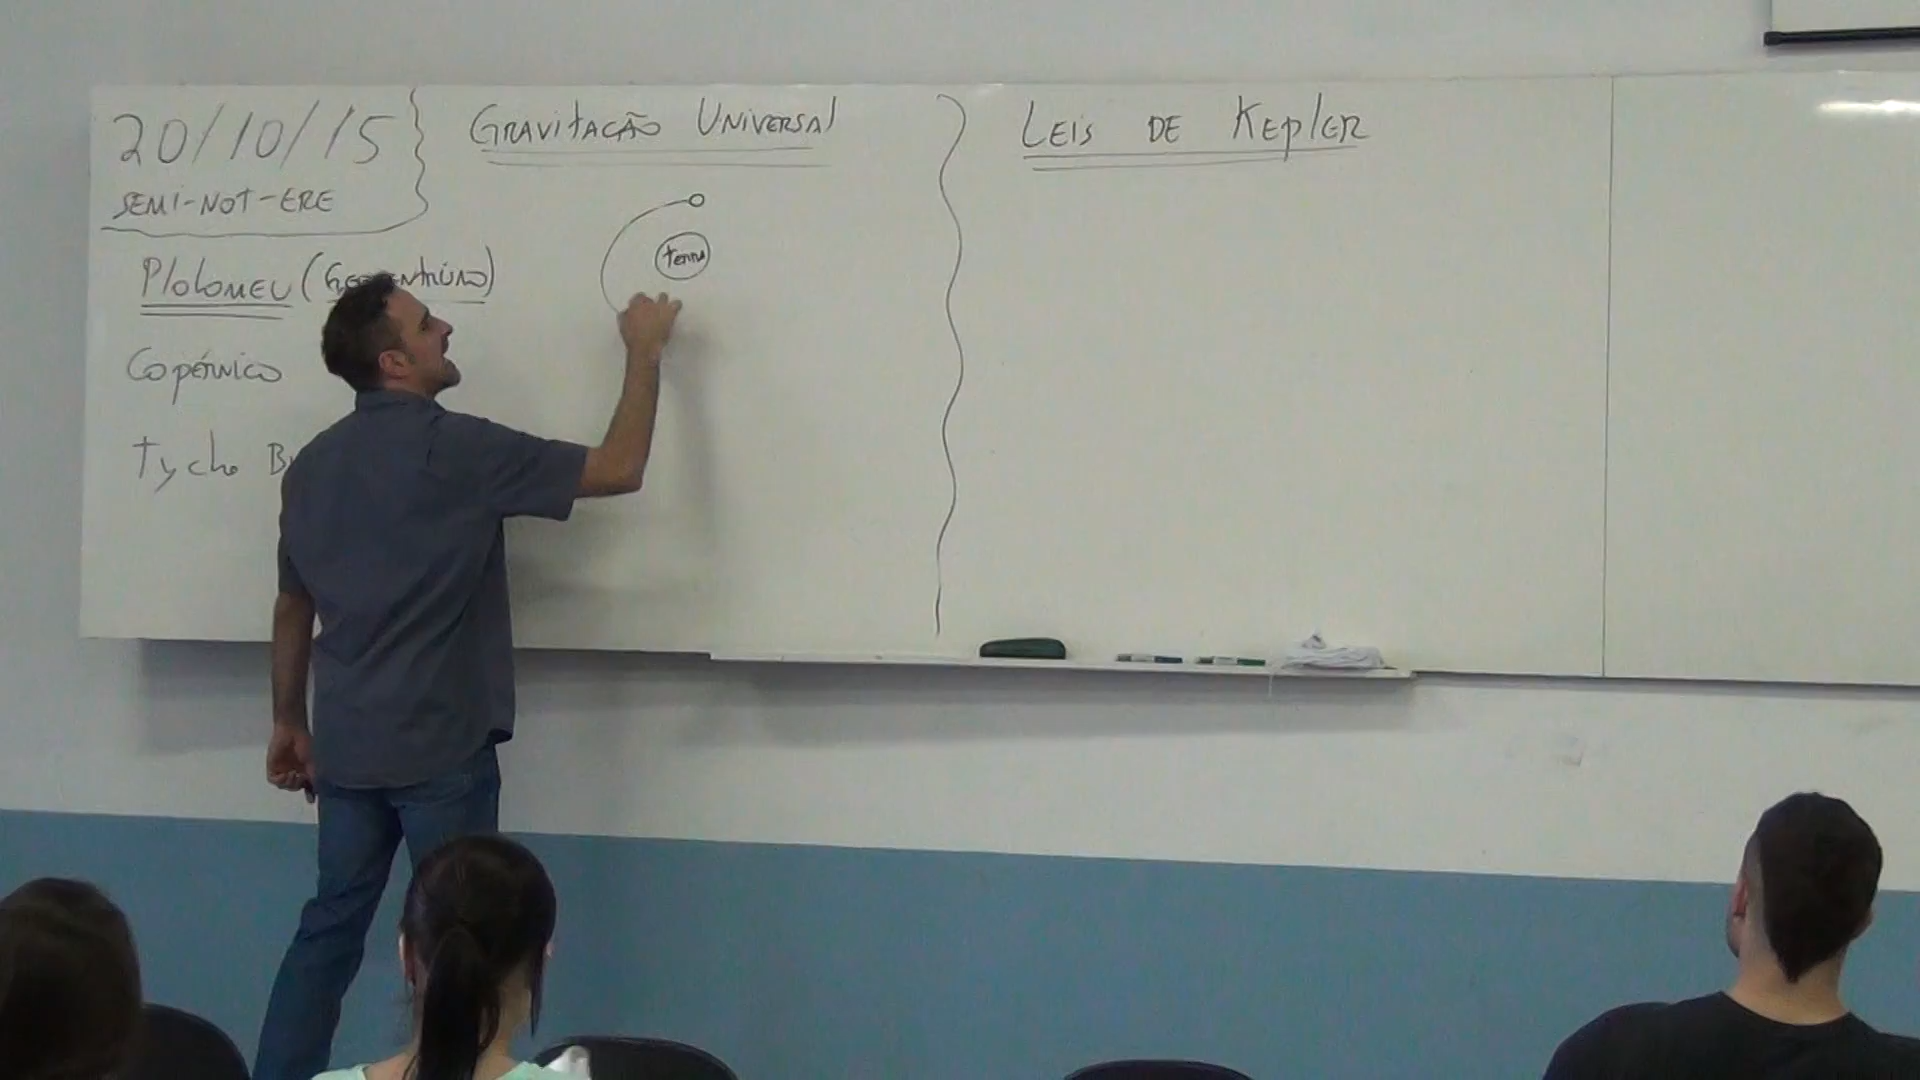 20/10/15
SEMI-NOT-ERE
GRAVITAÇÃO UNIVERSAL
LEIS DE KEPLER
Ptolomeu
Copérnico
Tycho
Terra